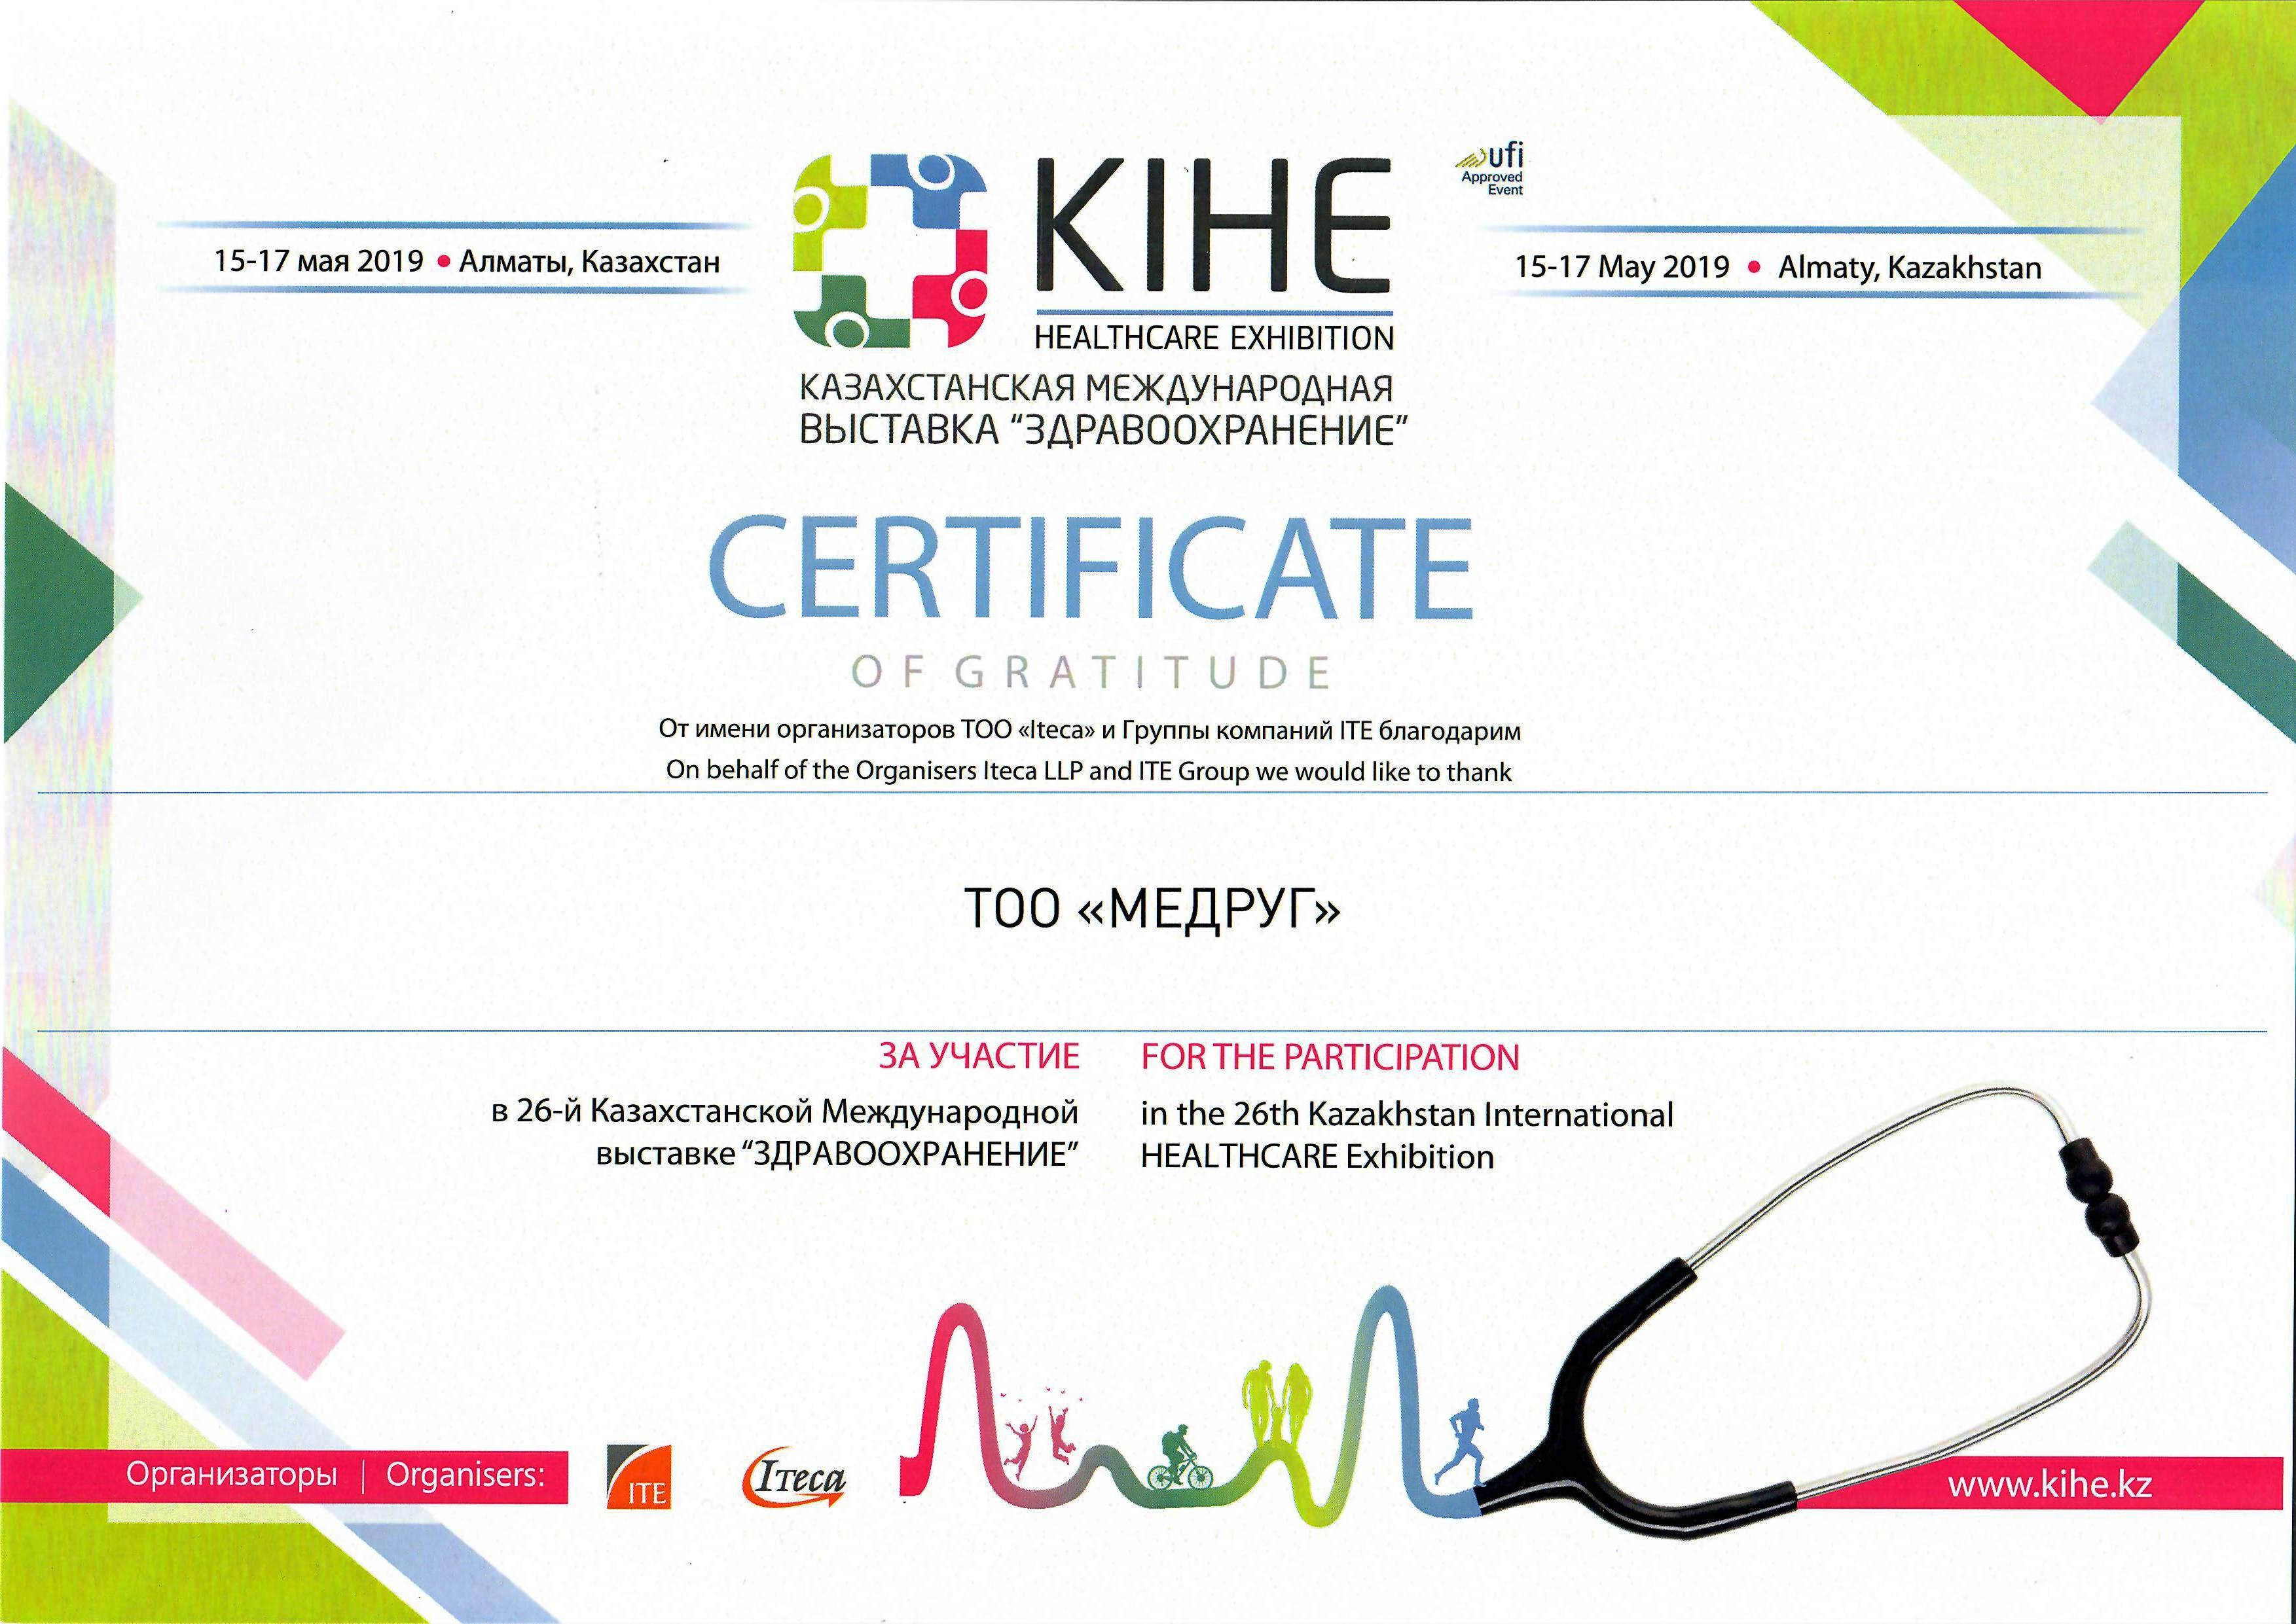 KIHE
ufi
Approved
Event
15-17 мая 2019 • Алматы, Казахстан
15-17 May 2019 • Almaty, Kazakhstan
HEALTHCARE EXHIBITION
КАЗАХСТАНСКАЯ МЕЖДУНАРОДНАЯ
ВЫСТАВКА “ЗДРАВООХРАНЕНИЕ”
CERTIFICATE
OF GRATITUDE
От имени организаторов ТОО «Iteca» и Группы компаний ITE благодарим
On behalf of the Organisers Iteca LLP and ITE Group we would like to thank
ТОО «МЕДРУГ»
ЗА УЧАСТИЕ
в 26-й Казахстанской Международной
выставке “ЗДРАВООХРАНЕНИЕ”
FOR THE PARTICIPATION
in the 26th Kazakhstan International
HEALTHCARE Exhibition
Организаторы | Organisers:
ITE
ITECA
www.kihe.kz